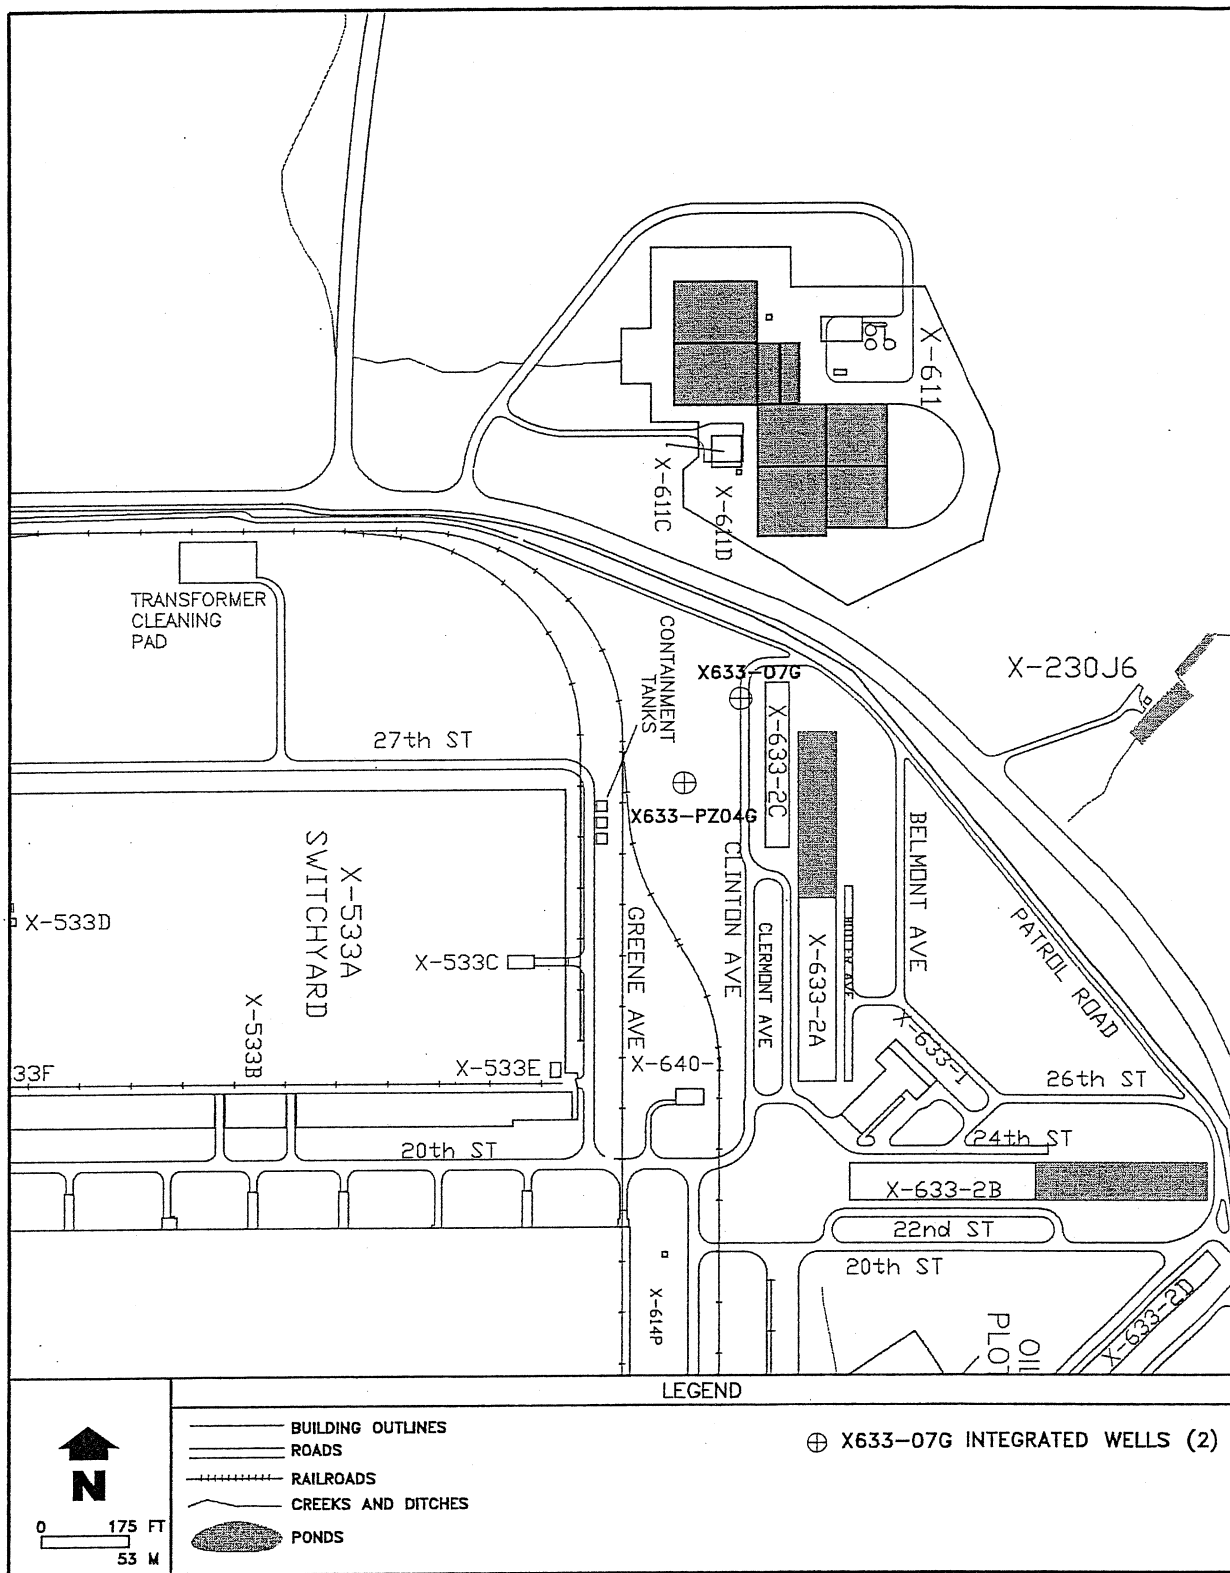 X-611
X-611C
X-611D
TRANSFORMER
CLEANING
PAD
CONTAINMENT
TANKS
X633-07G
X-230J6
27th ST
X-633-2C
X633-PZ04G
X-533A
SWITCHYARD
CLINTON AVE
BELMONT AVE
X-533D
X-533C
GREENE AVE
CLERMONT AVE
X-633-2A
BUTLER AVE
PATROL ROAD
X-533B
33F
X-533E
X-640-1
X-633-1
26th ST
20th ST
24th ST
X-633-2B
22nd ST
20th ST
X-614P
X-633-2D
PLOT
LEGEND
N
0 175 FT
53 M
BUILDING OUTLINES
ROADS
RAILROADS
CREEKS AND DITCHES
PONDS
X633-07G INTEGRATED WELLS (2)